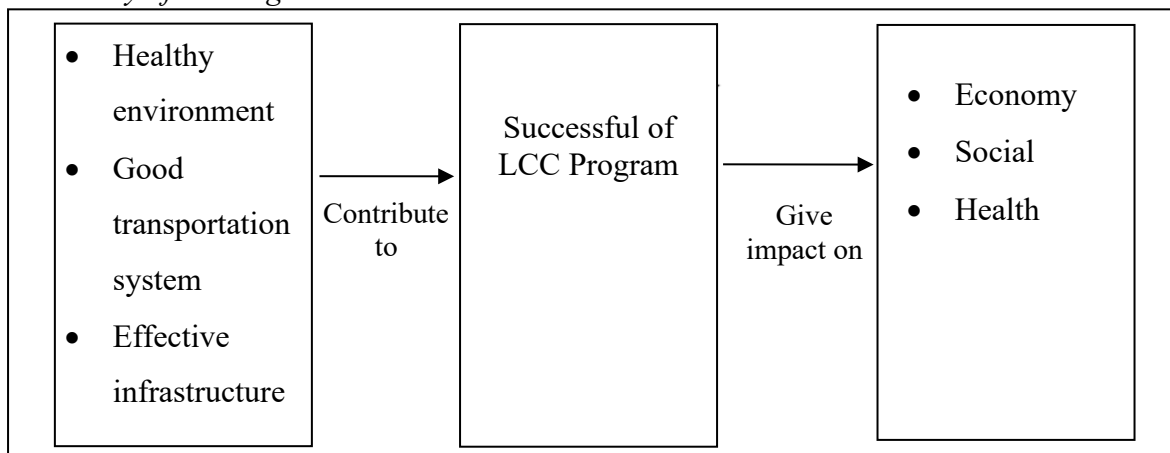 • Healthy
environment
• Good
transportation
system
• Effective
infrastructure
Contribute
to
Successful of
LCC Program
Give
impact on
• Economy
• Social
• Health